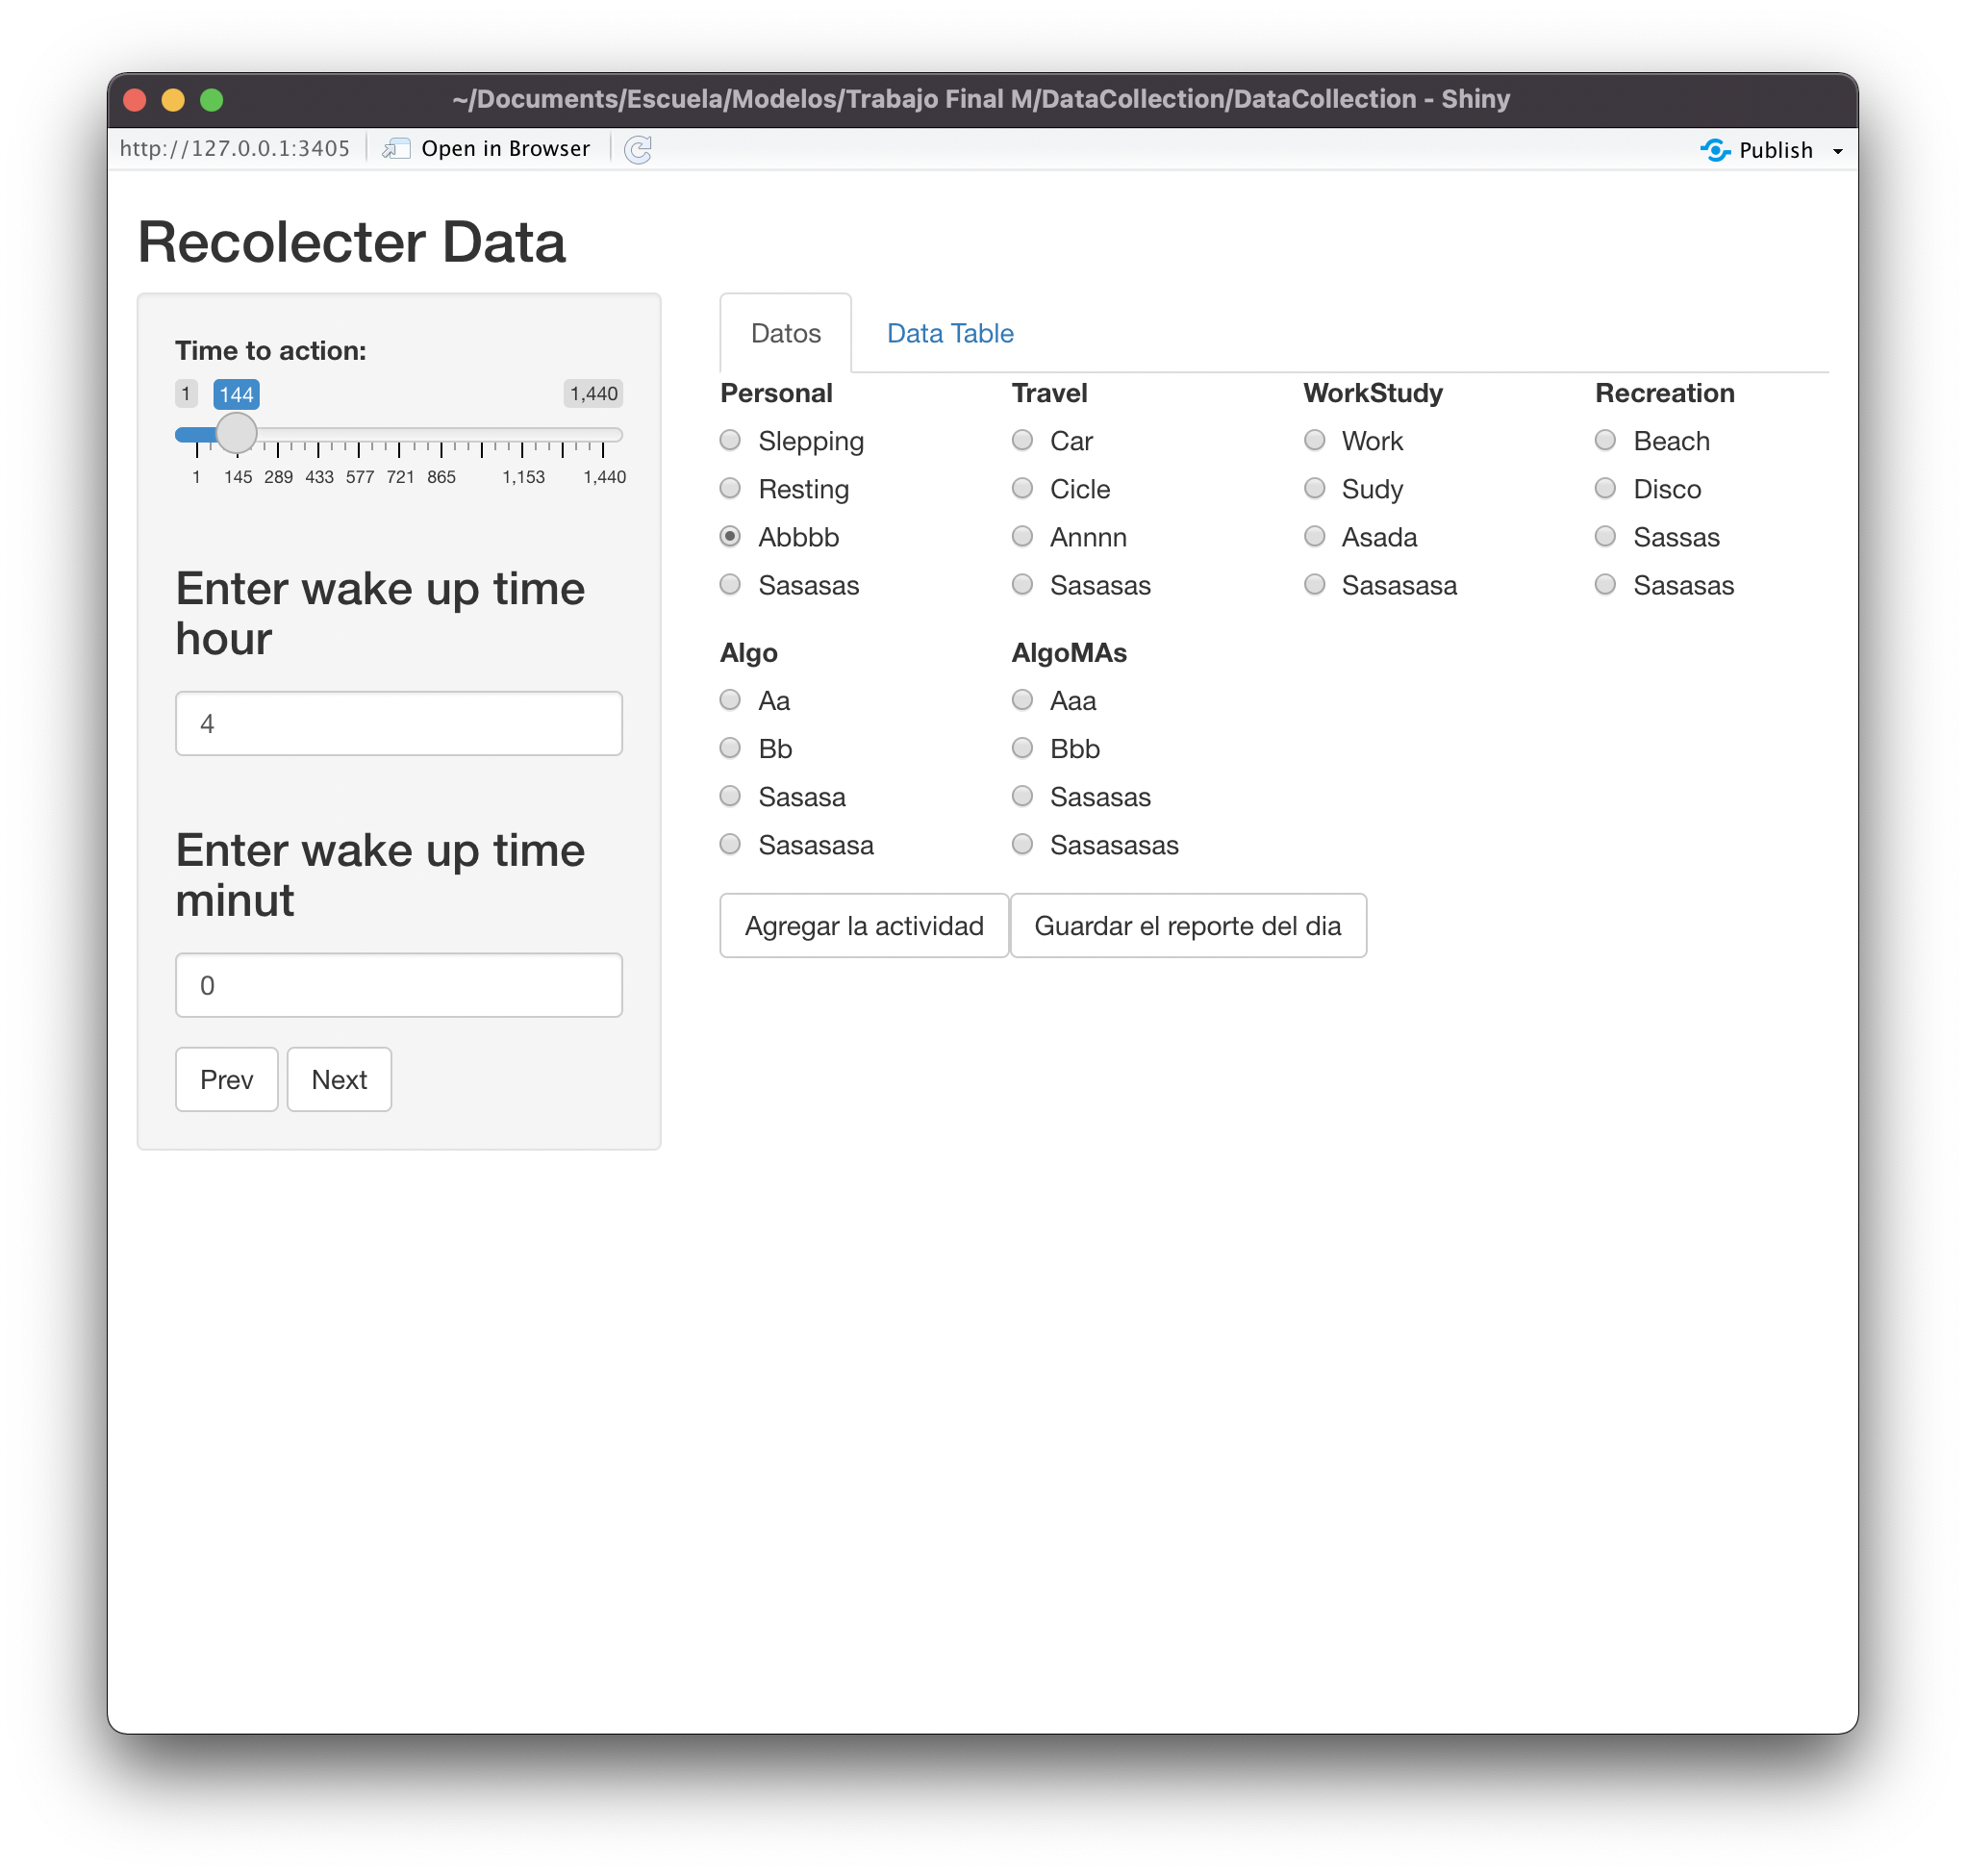 ~/Documents/Escuela/Modelos/Trabajo Final M/DataCollection/DataCollection - Shiny
http://127.0.0.1:3405 Open in Browser Publish
Recolecter Data
Time to action:
1 144 1,440
1 145 289 433 577 721 865 1,153 1,440
Enter wake up time
hour
4
Enter wake up time
minut
0
Prev Next
Datos Data Table
Personal Travel WorkStudy Recreation
Slepping Car Work Beach
Resting Cicle Sudy Disco
Abbbb Annnn Asada Sassas
Sasasas Sasasas Sasasasa Sasasas
Algo AlgoMAs
Aa Aaa
Bb Bbb
Sasasa Sasasas
Sasasasa Sasasasas
Agregar la actividad Guardar el reporte del dia